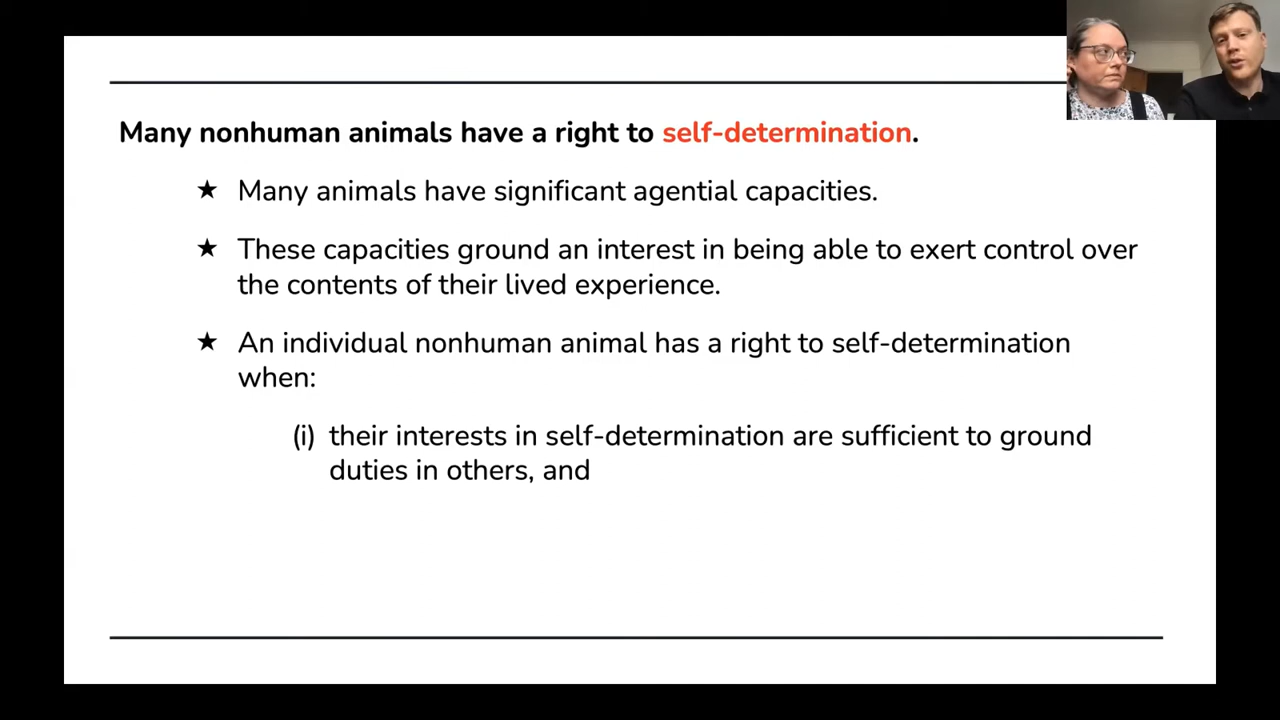 Many nonhuman animals have a right to self-determination.
★ Many animals have significant agential capacities.
★ These capacities ground an interest in being able to exert control over
the contents of their lived experience.
★ An individual nonhuman animal has a right to self-determination
when:
(i) their interests in self-determination are sufficient to ground
duties in others, and